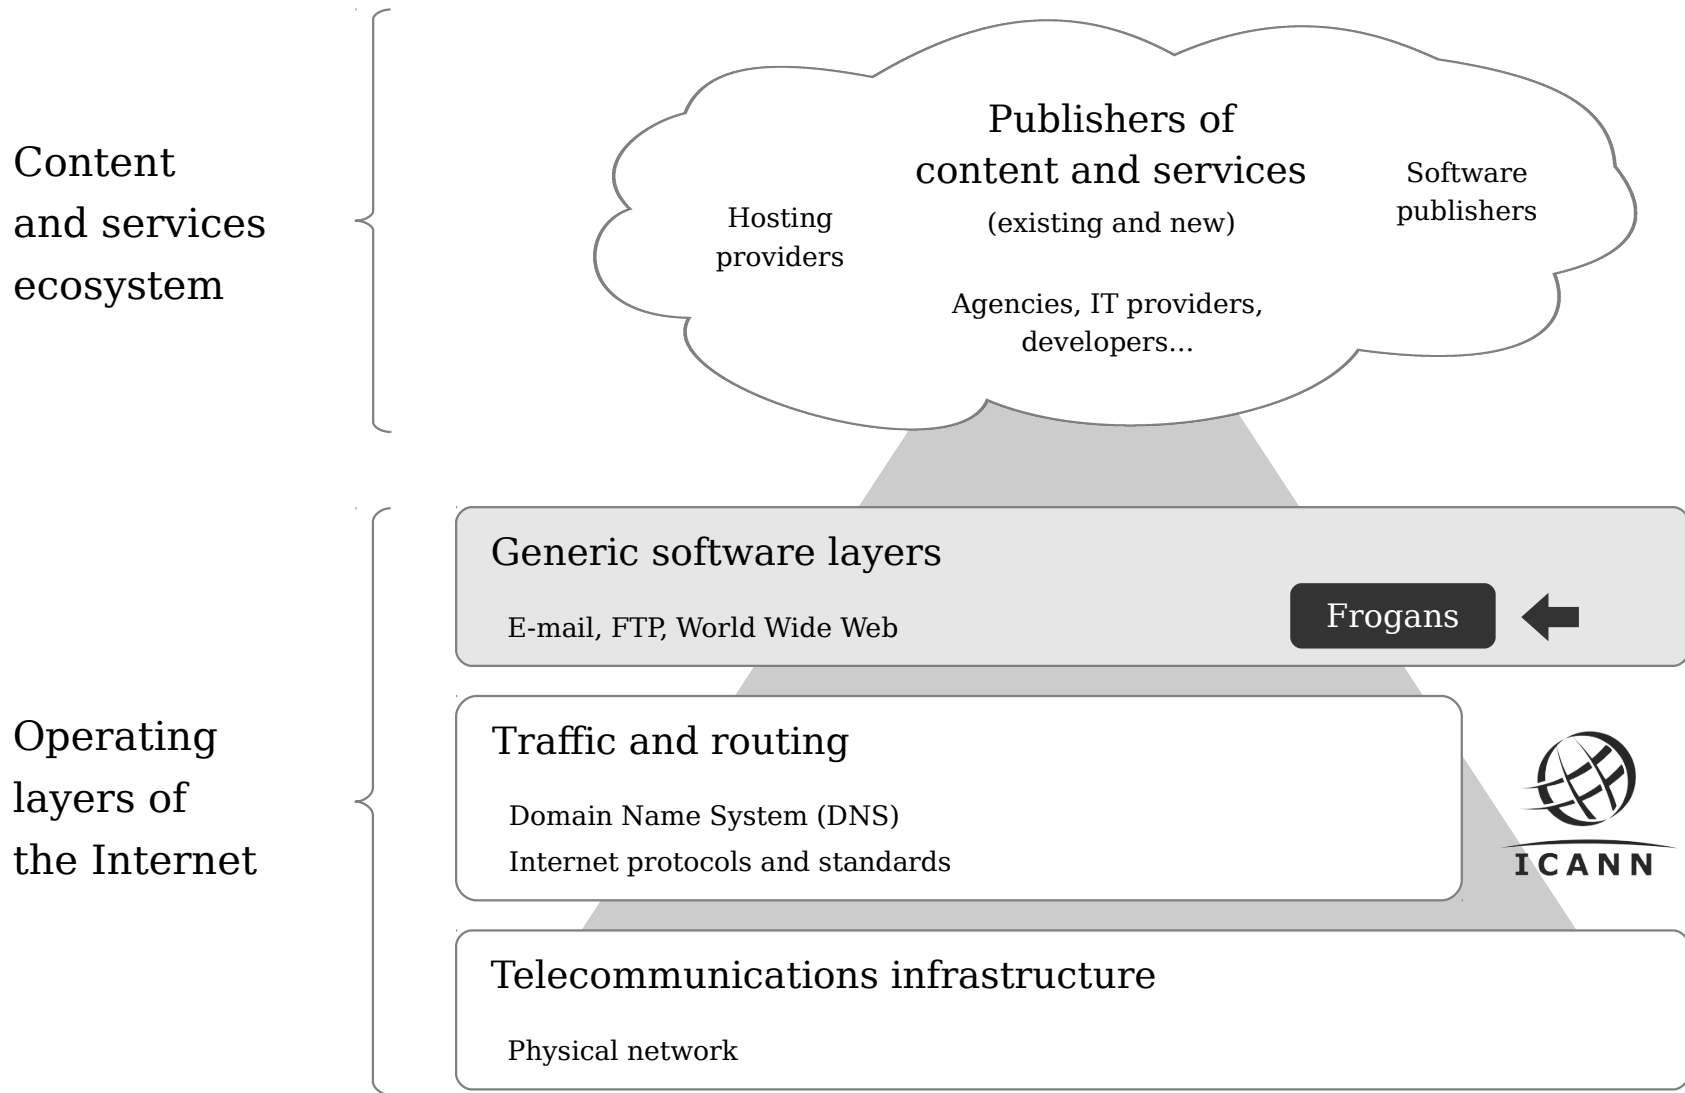 Content
and services
ecosystem
Publishers of
content and services
(existing and new)
Hosting
providers
Software
publishers
Agencies, IT providers,
developers...
Operating
layers of
the Internet
Generic software layers
E-mail, FTP, World Wide Web
Frogans
Traffic and routing
Domain Name System (DNS)
Internet protocols and standards
ICANN
Telecommunications infrastructure
Physical network